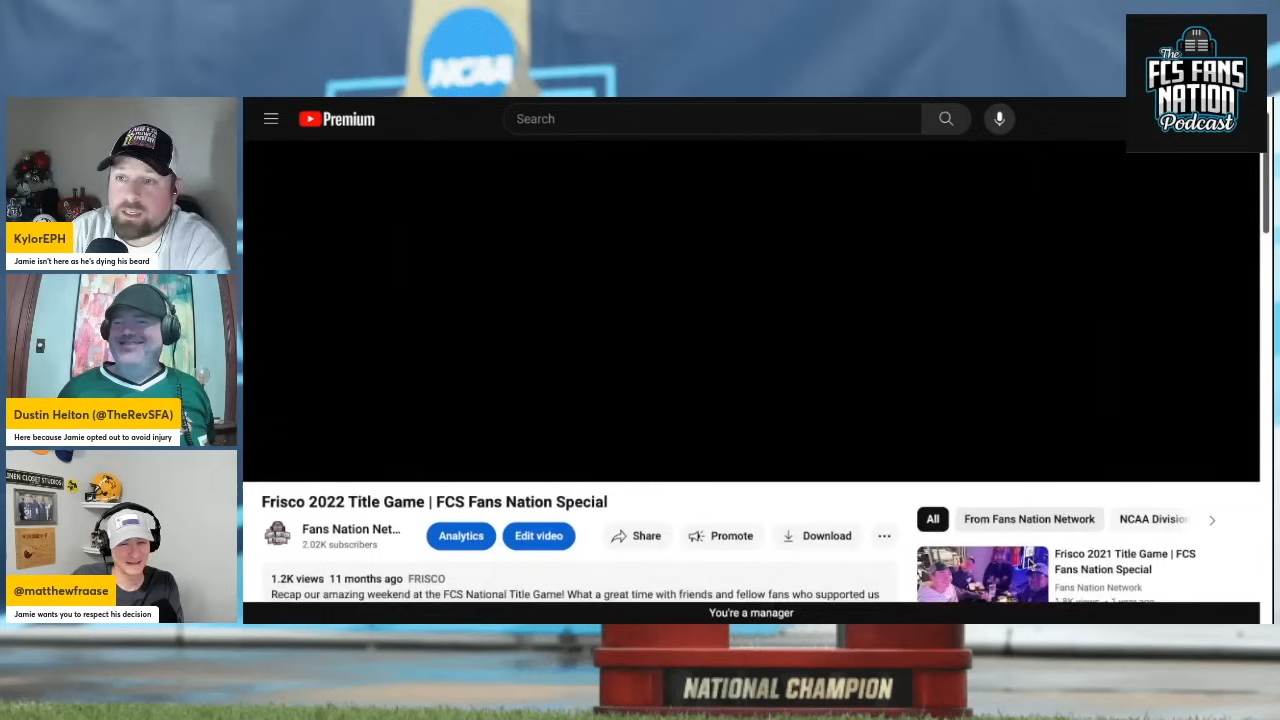 NCAA
The
FCS FANS
NATION
Podcast
Premium
Search
KylorEPH
Jamie isn't here as he's dying his beard
Dustin Helton (@TheRevSFA)
Here because Jamie opted out to avoid injury
LINEN CLOSET STUDIOS
@matthewfraase
Jamie wants you to respect his decision
Frisco 2022 Title Game | FCS Fans Nation Special
Fans Nation Net...
2.02K subscribers
Analytics
Edit video
Share
Promote
Download
1.2K views 11 months ago FRISCO
Recap our amazing weekend at the FCS National Title Game! What a great time with friends and fellow fans who supported us
All
From Fans Nation Network
NCAA Division
Frisco 2021 Title Game | FCS
Fans Nation Special
Fans Nation Network
You're a manager
NATIONAL CHAMPION